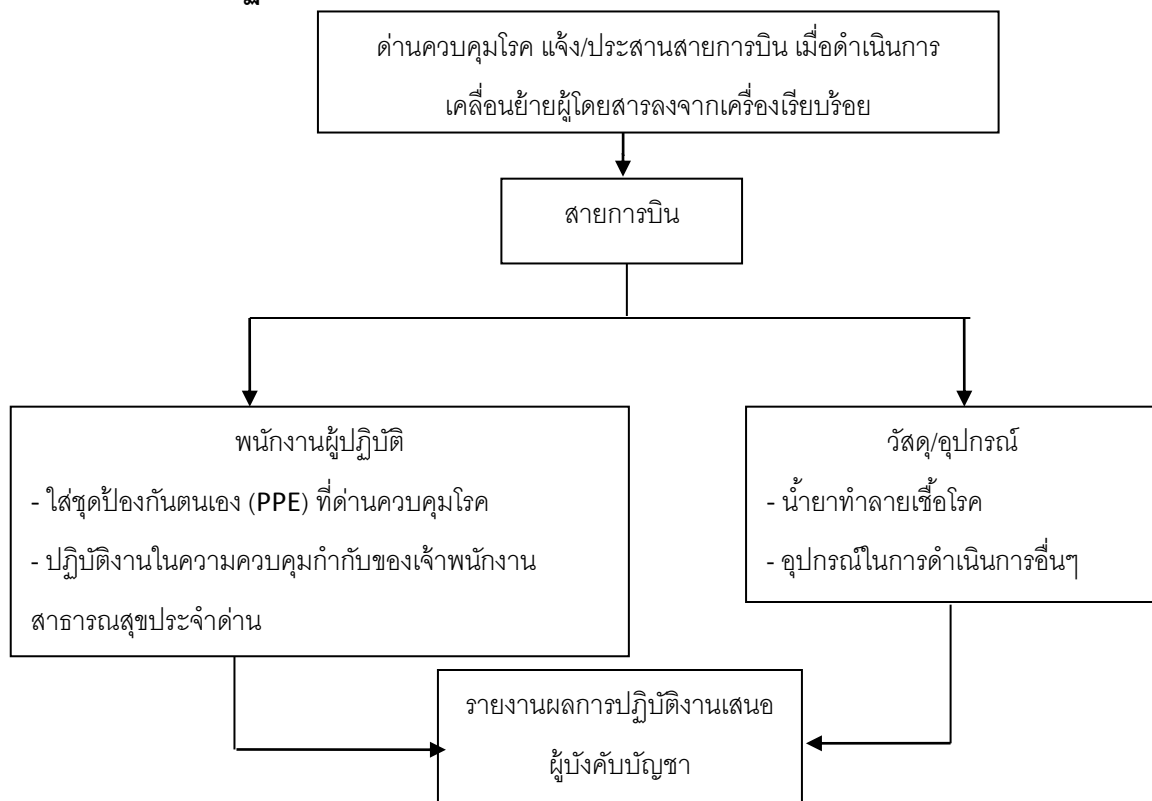 ด่านควบคุมโรค แจ้ง/ประสานสายการบิน เมื่อดำเนินการ
เคลื่อนย้ายผู้โดยสารลงจากเครื่องเรียบร้อย
สายการบิน
พนักงานผู้ปฏิบัติ
- ใส่ชุดป้องกันตนเอง (PPE) ที่ด่านควบคุมโรค
- ปฏิบัติงานในความควบคุมกำกับของเจ้าพนักงาน
สาธารณสุขประจำด่าน
วัสดุ/อุปกรณ์
- น้ำยาทำลายเชื้อโรค
- อุปกรณ์ในการดำเนินการอื่นๆ
รายงานผลการปฏิบัติงานเสนอ
ผู้บังคับบัญชา